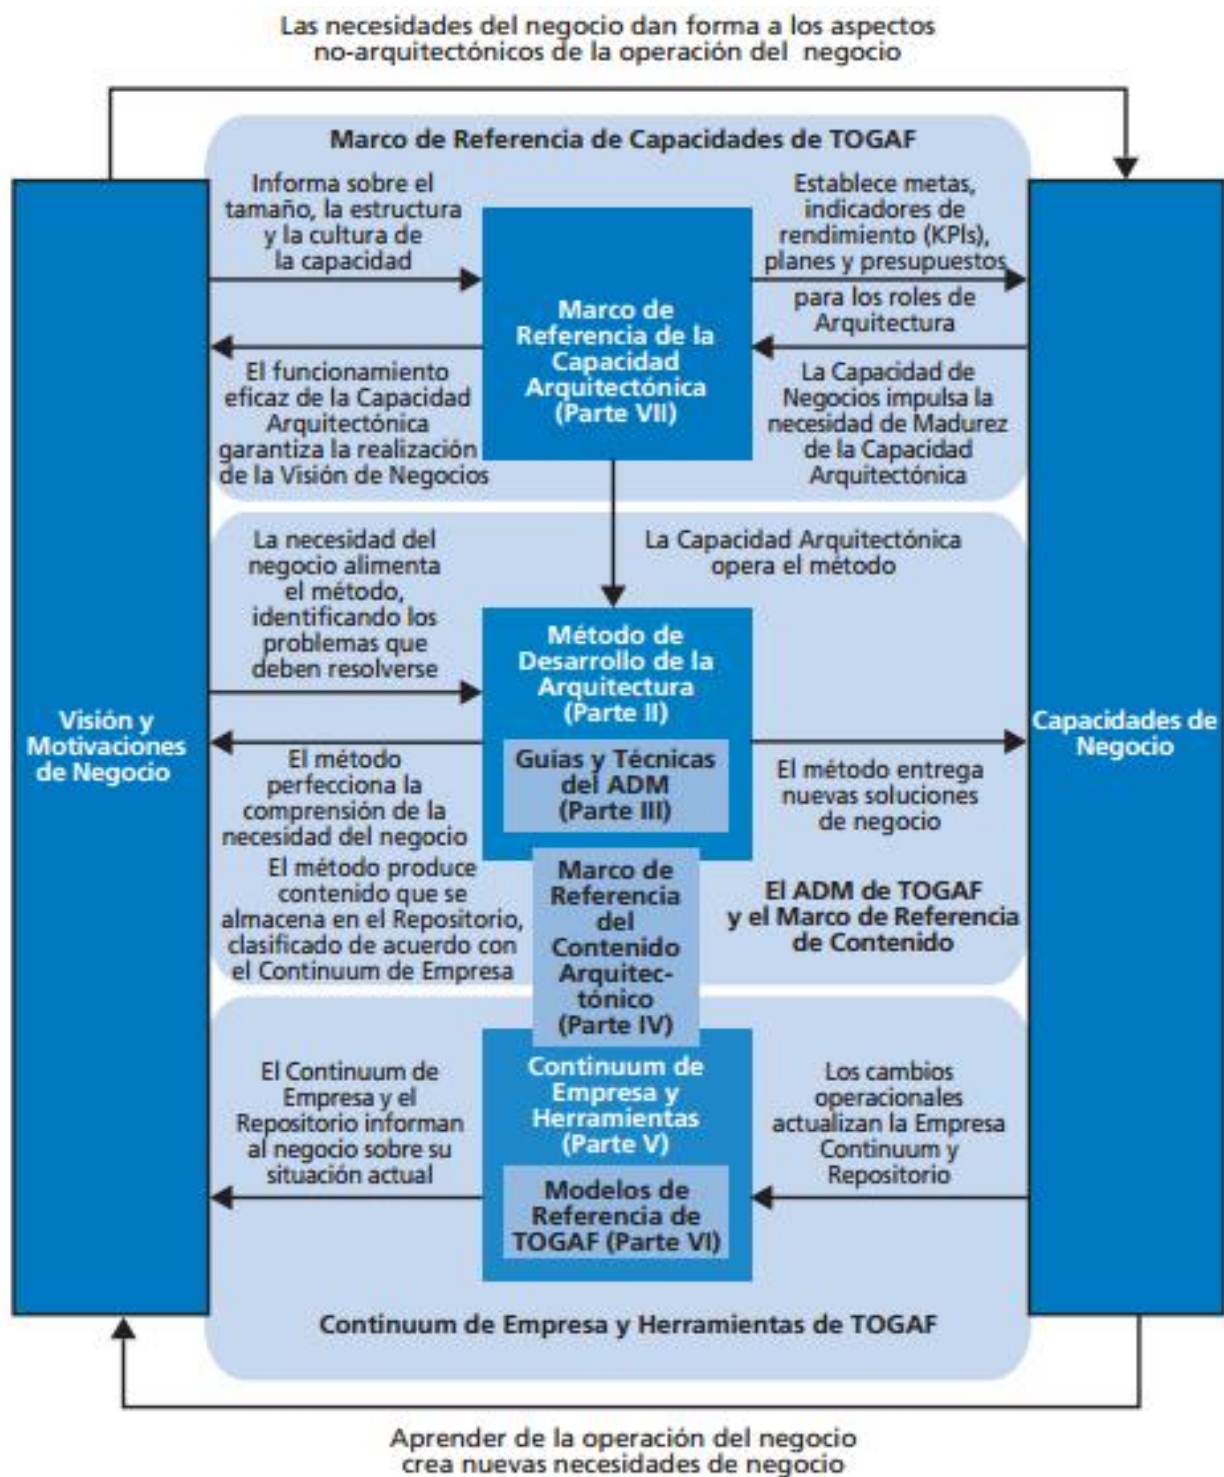 Las necesidades del negocio dan forma a los aspectos
no-arquitectónicos de la operación del negocio
Marco de Referencia de Capacidades de TOGAF
Informa sobre el
tamaño, la estructura
y la cultura de
la capacidad
Establece metas,
indicadores de
rendimiento (KPIs),
planes y presupuestos
para los roles de
Arquitectura
Marco de
Referencia de la
Capacidad
Arquitectónica
(Parte VII)
El funcionamiento
eficaz de la Capacidad
Arquitectónica
garantiza la realización
de la Visión de Negocios
La Capacidad de
Negocios impulsa la
necesidad de Madurez
de la Capacidad
Arquitectónica
La necesidad del
negocio alimenta
el método,
identificando los
problemas que
deben resolverse
La Capacidad Arquitectónica
opera el método
Método de
Desarrollo de la
Arquitectura
(Parte II)
Visión y
Motivaciones
de Negocio
Capacidades de
Negocio
Guías y Técnicas
del ADM
(Parte III)
El método
perfecciona la
comprensión de la
necesidad del negocio
El método entrega
nuevas soluciones
de negocio
El método produce
contenido que se
almacena en el Repositorio,
clasificado de acuerdo con
el Continuum de Empresa
Marco de
Referencia
del
Contenido
Arquitec-
tónico
(Parte IV)
El ADM de TOGAF
y el Marco de Referencia
de Contenido
El Continuum de
Empresa y el
Repositorio informan
al negocio sobre su
situación actual
Continuum de
Empresa y
Herramientas
(Parte V)
Los cambios
operacionales
actualizan la Empresa
Continuum y
Repositorio
Modelos de
Referencia de
TOGAF (Parte VI)
Continuum de Empresa y Herramientas de TOGAF
Aprender de la operación del negocio
crea nuevas necesidades de negocio